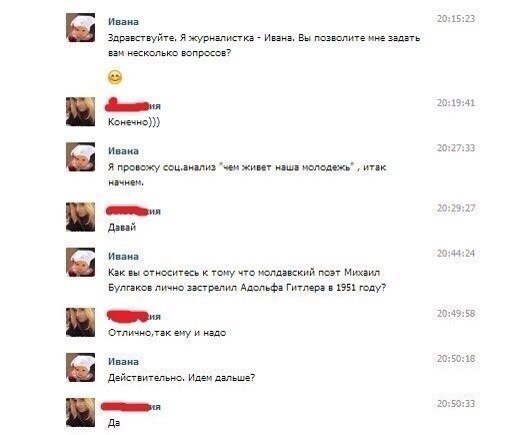 Ивана 20:15:23
Здравствуйте. Я журналистка - Ивана. Вы позволите мне задать
вам несколько вопросов?
ия 20:19:41
Конечно)))
Ивана 20:27:33
Я провожу соц.анализ "чем живет наша молодежь" , итак
начнем.
ия 20:29:27
Давай
Ивана 20:44:24
Как вы относитесь к тому что молдавский поэт Михаил
Булгаков лично застрелил Адольфа Гитлера в 1951 году?
ия 20:49:58
Отлично,так ему и надо
Ивана 20:50:18
Действительно. Идем дальше?
ия 20:50:33
Да